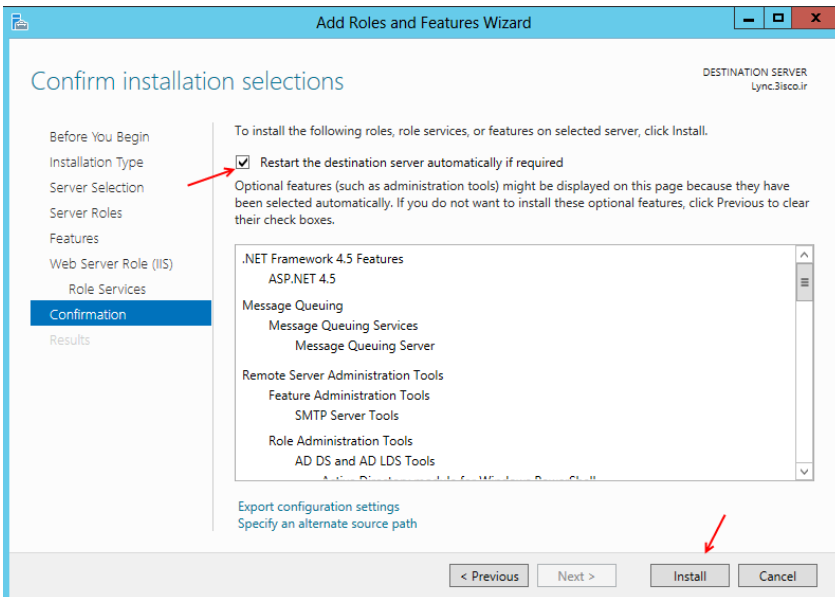 Add Roles and Features Wizard
Confirm installation selections
DESTINATION SERVER
Lync.3isco.ir
Before You Begin
Installation Type
Server Selection
Server Roles
Features
Web Server Role (IIS)
Role Services
Confirmation
Results
To install the following roles, role services, or features on selected server, click Install.
Restart the destination server automatically if required
Optional features (such as administration tools) might be displayed on this page because they have
been selected automatically. If you do not want to install these optional features, click Previous to clear
their check boxes.
.NET Framework 4.5 Features
ASP.NET 4.5
Message Queuing
Message Queuing Services
Message Queuing Server
Remote Server Administration Tools
Feature Administration Tools
SMTP Server Tools
Role Administration Tools
AD DS and AD LDS Tools
Active Directory module for Windows PowerShell
Export configuration settings
Specify an alternate source path
< Previous
Next >
Install
Cancel